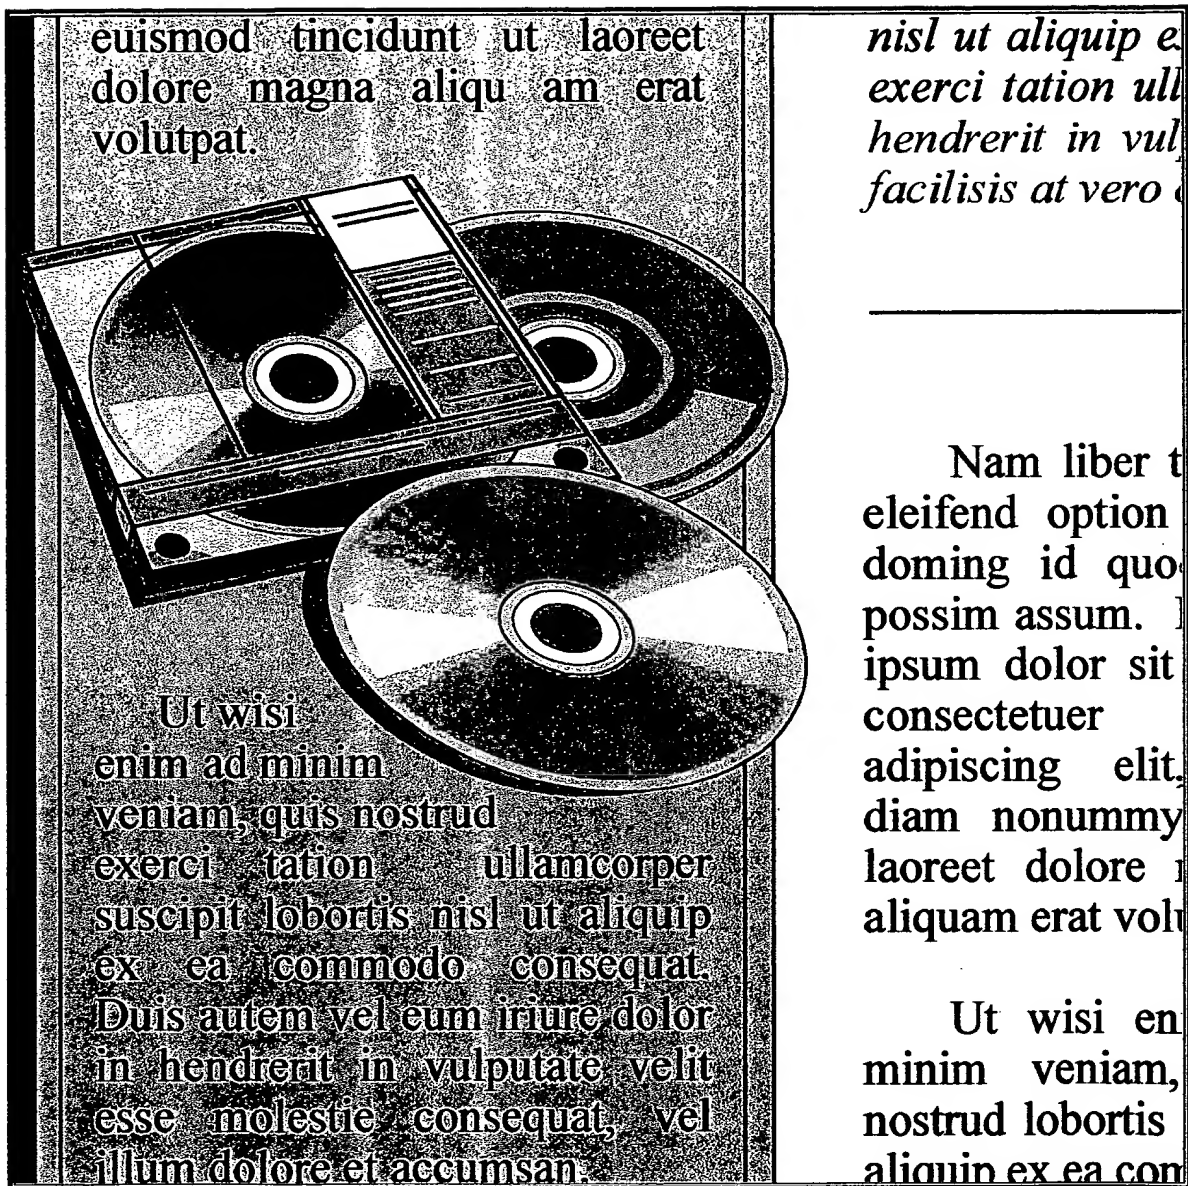 euismod tincidunt ut laoreet
dolore magna aliqu am erat
volutpat.
Ut wisi
enim ad minim
veniam, quis nostrud
exerci tation ullamcorper
suscipit lobortis nisl ut aliquip
ex ea commodo consequat.
Duis autem vel eum iriure dolor
in hendrerit in vulputate velit
esse molestie consequat, vel
illum dolore et accumsan.
nisl ut aliquip
exerci tation
hendrerit in
facilisis at vero
Nam liber
eleifend option
doming id
possim assum.
ipsum dolor sit
consectetuer
adipiscing elit,
diam nonummy
laoreet dolore
aliquam erat
Ut wisi
minim veniam,
nostrud lobortis
aliquip ex ea